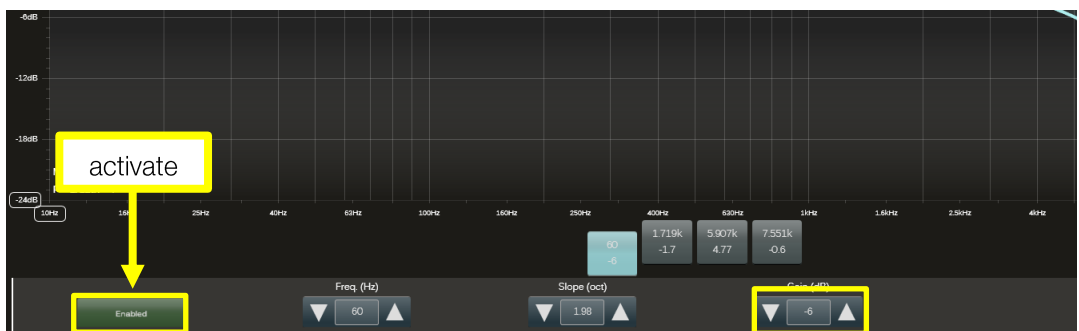 -6dB
-12dB
-18dB
activate
-24dB
10Hz 25Hz 40Hz 63Hz 100Hz 160Hz 250Hz 400Hz 630Hz 1kHz 1.6kHz 2.5kHz 4kHz
60 1.719k 5.907k 7.551k
-6 -1.7 4.77 -0.6
Freq. (Hz) Slope (oct) Gain (dB)
Enabled 60 1.98 -6